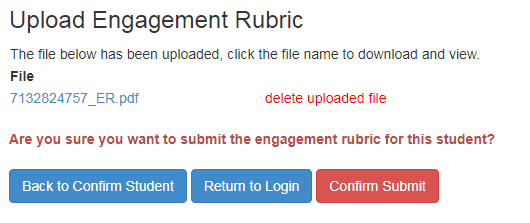 Upload Engagement Rubric
The file below has been uploaded, click the file name to download and view.
File
7132824757_ER.pdf delete uploaded file
Are you sure you want to submit the engagement rubric for this student?
Back to Confirm Student Return to Login Confirm Submit